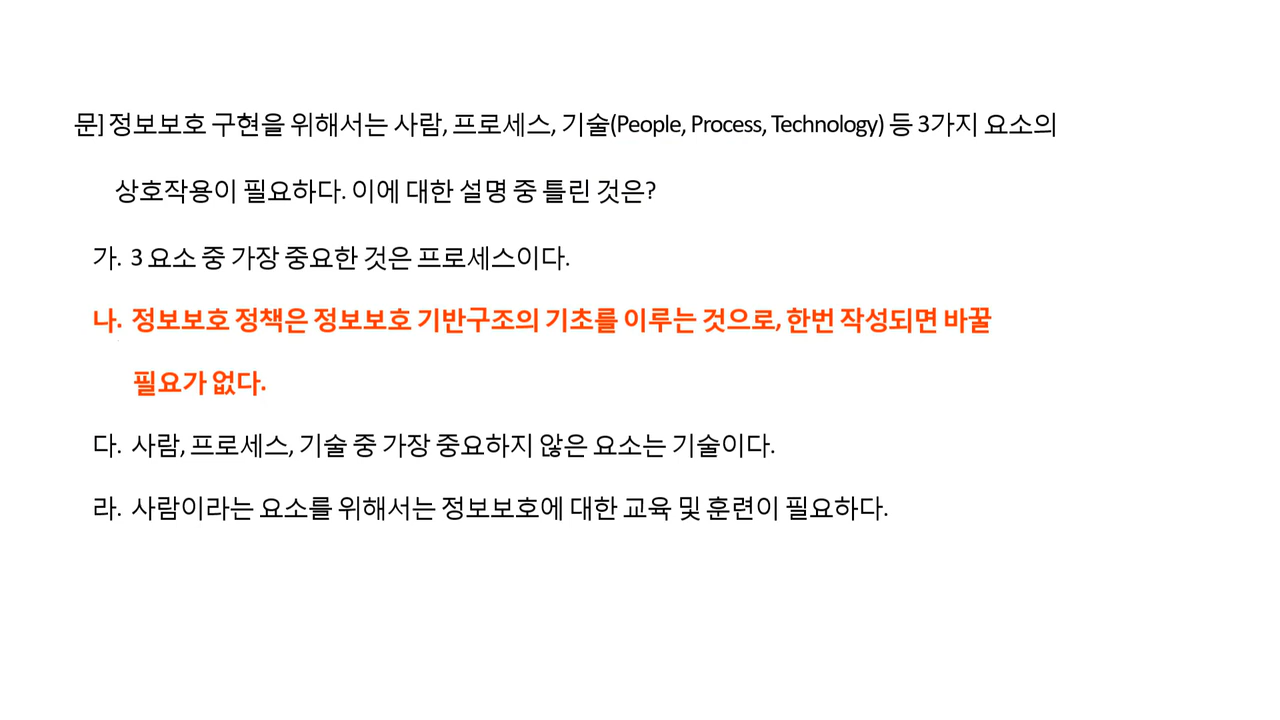 문] 정보보호 구현을 위해서는 사람, 프로세스, 기술(People, Process, Technology) 등 3가지 요소의
상호작용이 필요하다. 이에 대한 설명 중 틀린 것은?
가. 3 요소 중 가장 중요한 것은 프로세스이다.
나. 정보보호 정책은 정보보호 기반구조의 기초를 이루는 것으로, 한번 작성되면 바꿀
필요가 없다.
다. 사람, 프로세스, 기술 중 가장 중요하지 않은 요소는 기술이다.
라. 사람이라는 요소를 위해서는 정보보호에 대한 교육 및 훈련이 필요하다.